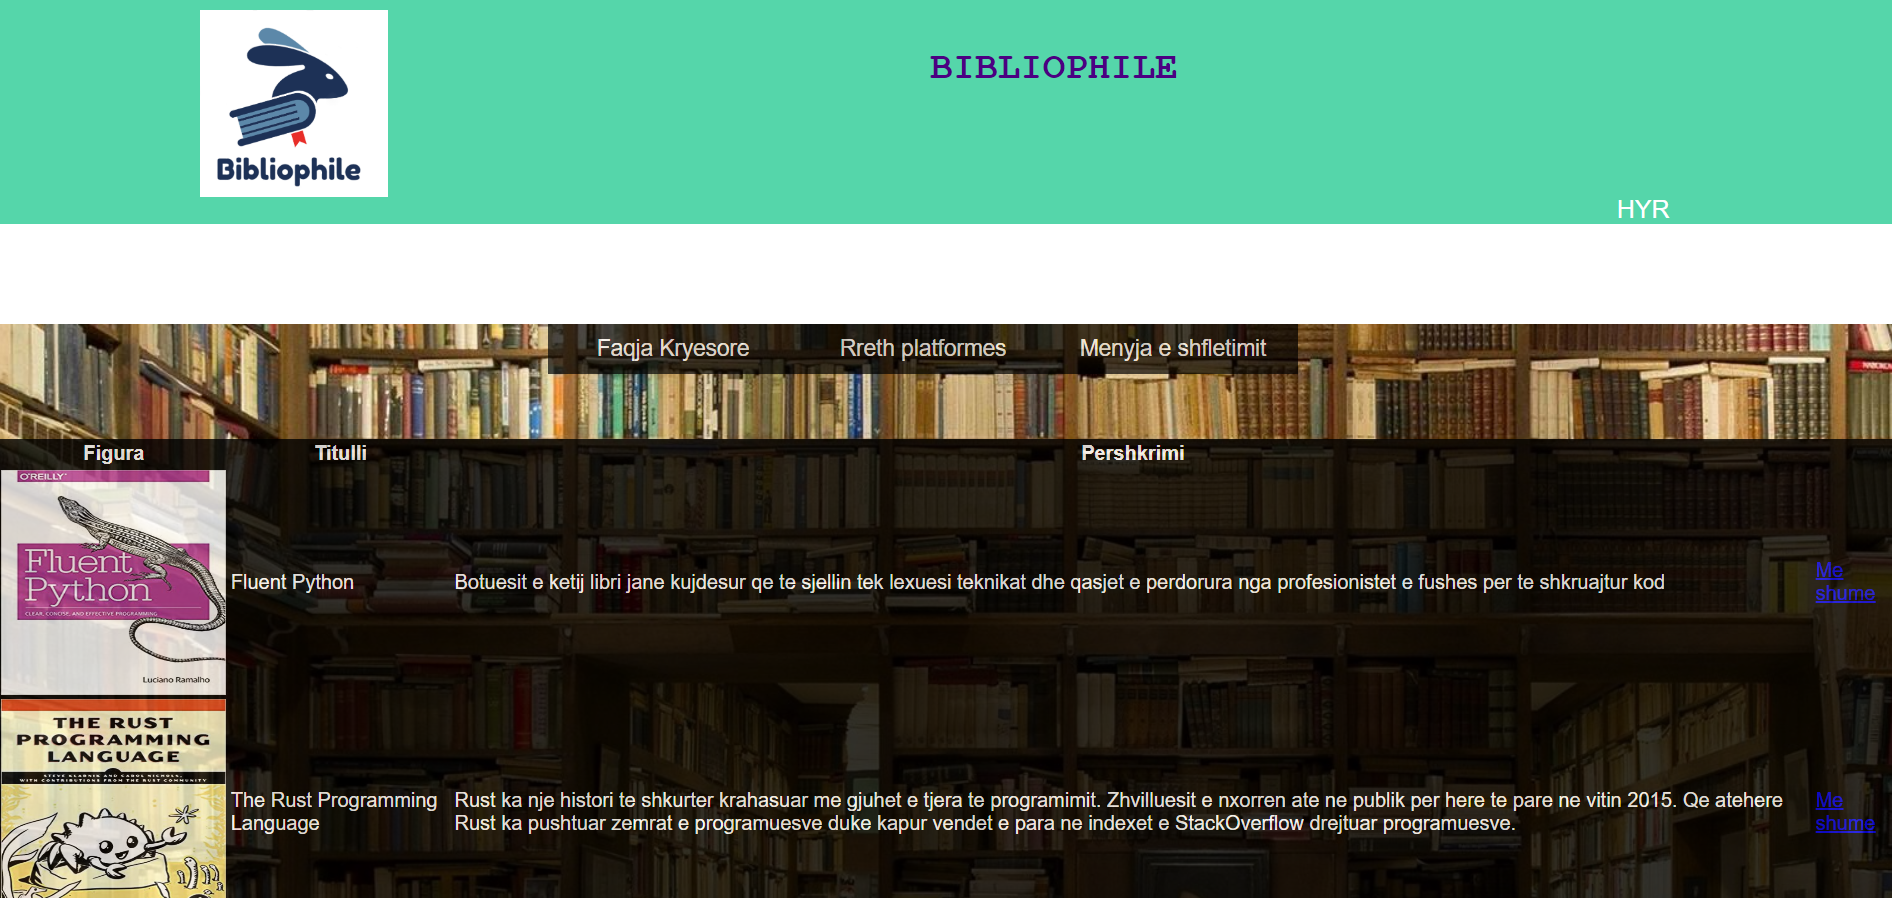 Bibliophile
BIBLIOPHILE
HYR
Faqja Kryesore
Rreth platformes
Menyja e shfletimit
Figura
Titulli
Pershkrimi
O'REILLY
Fluent
Python
CLEAR, CONCISE, AND EFFECTIVE PROGRAMMING
Luciano Ramalho
Fluent Python
Botuesit e ketij libri jane kujdesur qe te sjellin tek lexuesi teknikat dhe qasjet e perdorura nga profesionistet e fushes per te shkruajtur kod
Me
shume
THE RUST
PROGRAMMING
LANGUAGE
STEVE KLABNIK AND CAROL NICHOLS,
WITH CONTRIBUTIONS FROM THE RUST COMMUNITY
The Rust Programming
Language
Rust ka nje histori te shkurter krahasuar me gjuhet e tjera te programimit. Zhvilluesit e nxorren ate ne publik per here te pare ne vitin 2015. Qe atehere
Rust ka pushtuar zemrat e programuesve duke kapur vendet e para ne indexet e StackOverflow drejtuar programuesve.
Me
shume